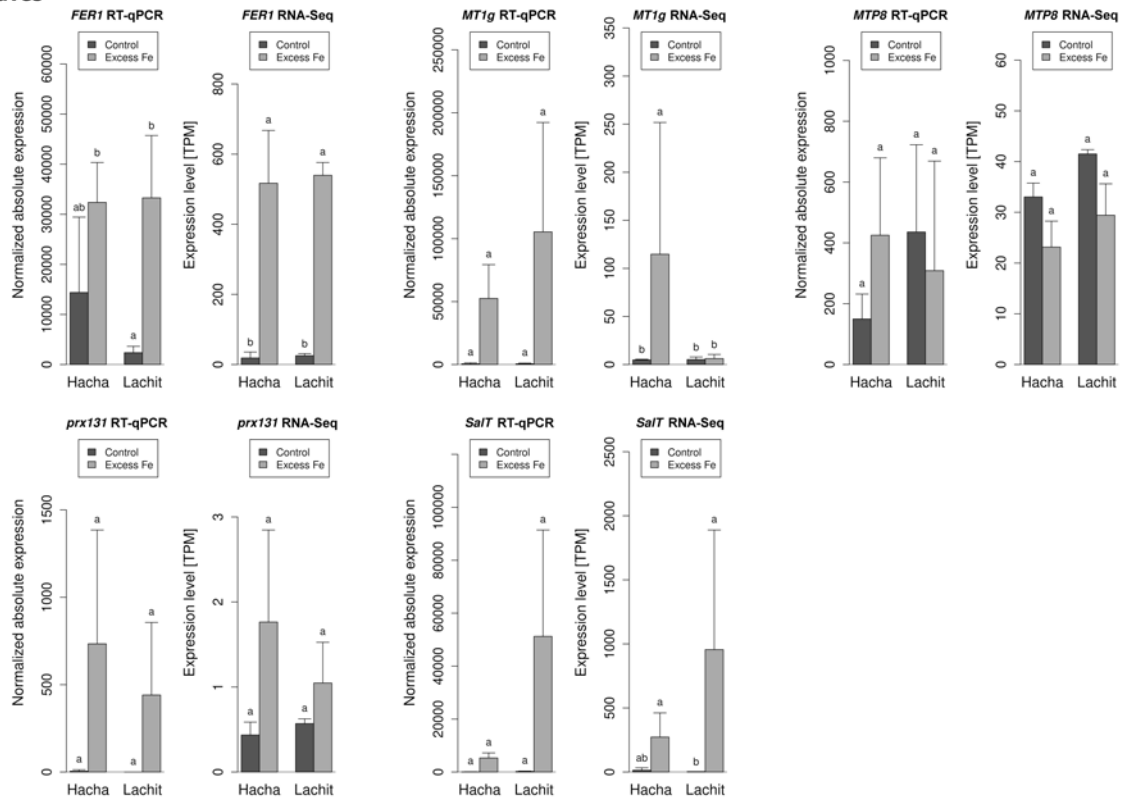 FER1 RT-qPCR
Control
Excess Fe
Normalized absolute expression
0
10000
20000
30000
40000
50000
60000
ab
b
a
b
Hacha
Lachit
FER1 RNA-Seq
Control
Excess Fe
Expression level [TPM]
0
200
400
600
800
b
a
b
a
Hacha
Lachit
MT1g RT-qPCR
Control
Excess Fe
Normalized absolute expression
0
50000
100000
150000
200000
250000
a
a
a
a
Hacha
Lachit
MT1g RNA-Seq
Control
Excess Fe
Expression level [TPM]
0
50
100
150
200
250
300
350
b
a
b
b
Hacha
Lachit
MTP8 RT-qPCR
Control
Excess Fe
Normalized absolute expression
0
200
400
600
800
1000
a
a
a
a
Hacha
Lachit
MTP8 RNA-Seq
Control
Excess Fe
Expression level [TPM]
0
10
20
30
40
50
60
a
a
a
a
Hacha
Lachit
prx131 RT-qPCR
Control
Excess Fe
Normalized absolute expression
0
500
1000
1500
a
a
a
a
Hacha
Lachit
prx131 RNA-Seq
Control
Excess Fe
Expression level [TPM]
0
1
2
3
a
a
a
a
Hacha
Lachit
SalT RT-qPCR
Control
Excess Fe
Normalized absolute expression
0
20000
40000
60000
80000
100000
a
a
a
a
Hacha
Lachit
SalT RNA-Seq
Control
Excess Fe
Expression level [TPM]
0
500
1000
1500
2000
2500
ab
a
b
a
Hacha
Lachit